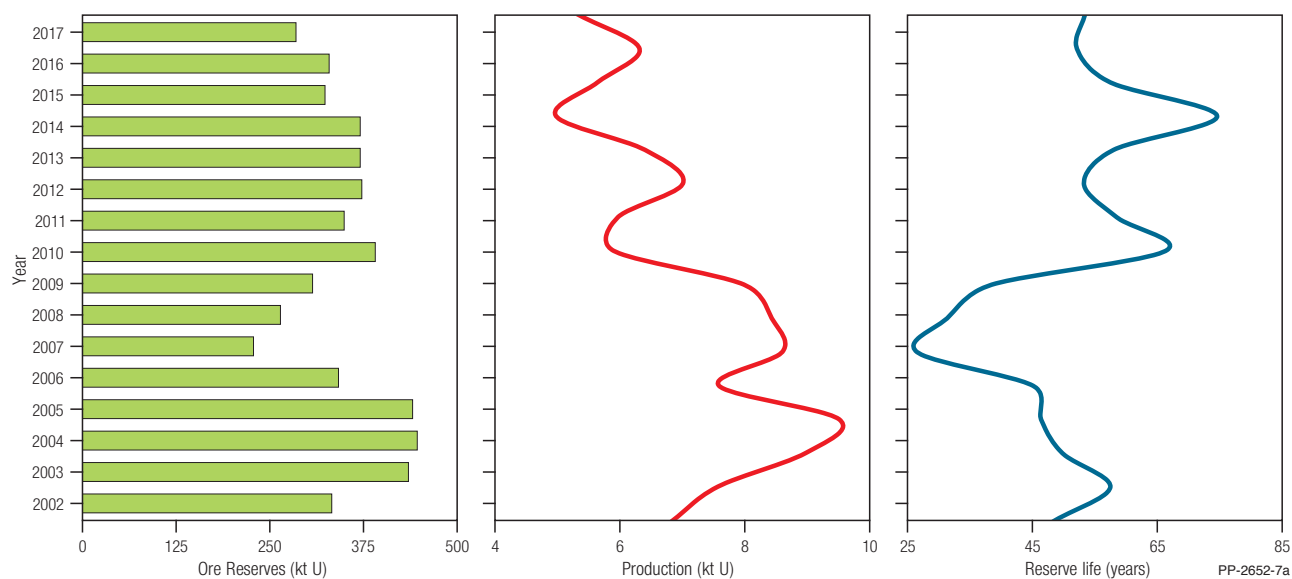 Year
2017
2016
2015
2014
2013
2012
2011
2010
2009
2008
2007
2006
2005
2004
2003
2002
0 125 250 375 500
Ore Reserves (kt U)
4 6 8 10
Production (kt U)
25 45 65 85
Reserve life (years)
PP-2652-7a